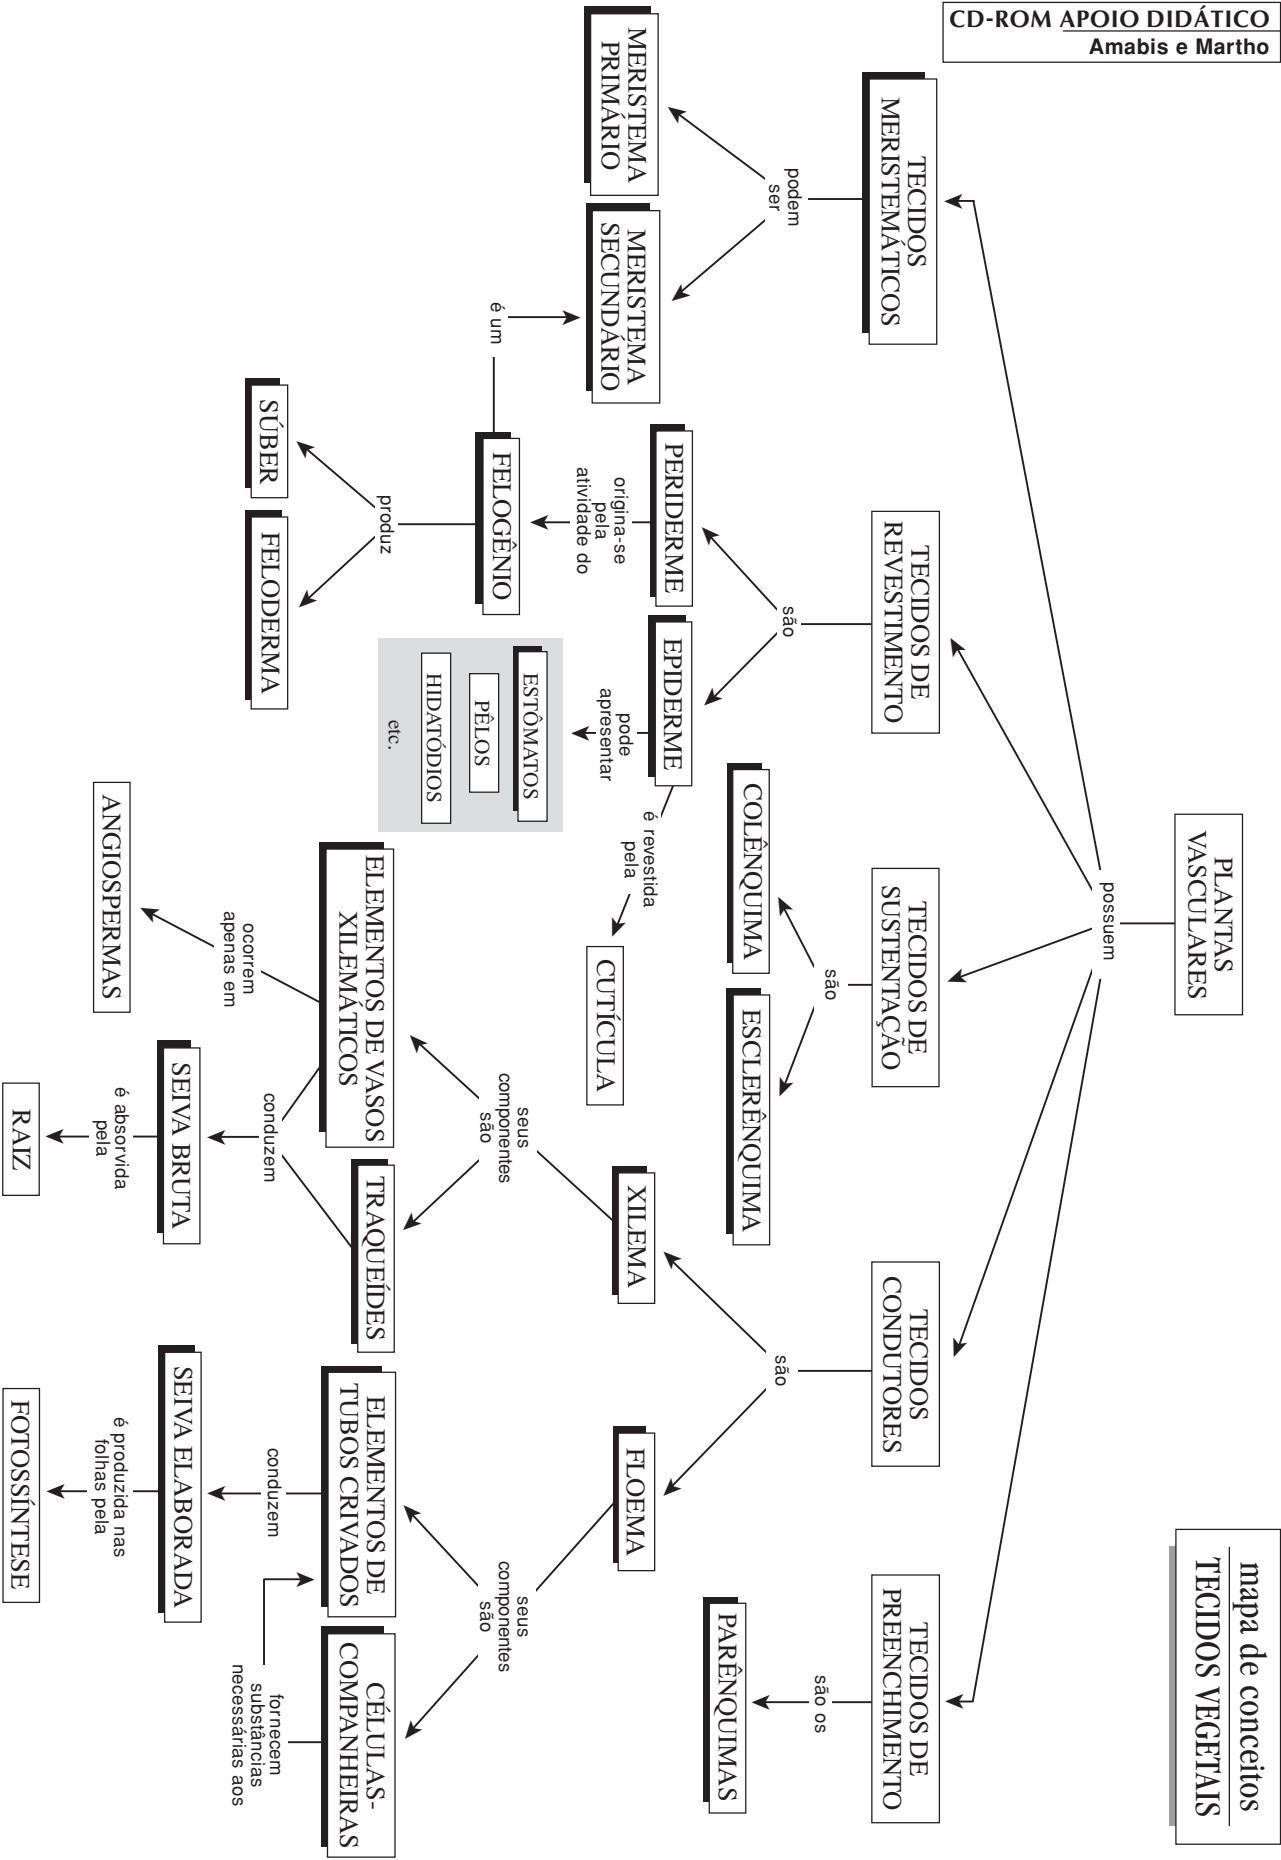 CD-ROM APOIO DIDÁTICO
Amabis e Martho
mapa de conceitos
TECIDOS VEGETAIS
PLANTAS
VASCULARES
possuem
TECIDOS
MERISTEMÁTICOS
TECIDOS DE
REVESTIMENTO
TECIDOS DE
SUSTENTAÇÃO
TECIDOS
CONDUTORES
TECIDOS DE
PREENCHIMENTO
podem
ser
são
são
são
são os
MERISTEMA
PRIMÁRIO
MERISTEMA
SECUNDÁRIO
PERIDERME
EPIDERME
COLÊNQUIMA
ESCLERÊNQUIMA
XILEMA
FLOEMA
PARÊNQUIMAS
é um
origina-se
pela
atividade do
pode
apresentar
é revestida
pela
CUTÍCULA
seus
componentes
são
seus
componentes
são
FELOGÊNIO
ESTÔMATOS
PÊLOS
HIDATÓDIOS
etc.
produz
SÚBER
FELODERMA
ELEMENTOS DE VASOS
XILEMÁTICOS
TRAQUEÍDES
ELEMENTOS DE
TUBOS CRIVADOS
CÉLULAS-
COMPANHEIRAS
ocorrem
apenas em
conduzem
conduzem
fornecem
substâncias
necessárias aos
ANGIOSPERMAS
SEIVA BRUTA
SEIVA ELABORADA
é absorvida
pela
é produzida nas
folhas pela
RAIZ
FOTOSSÍNTESE